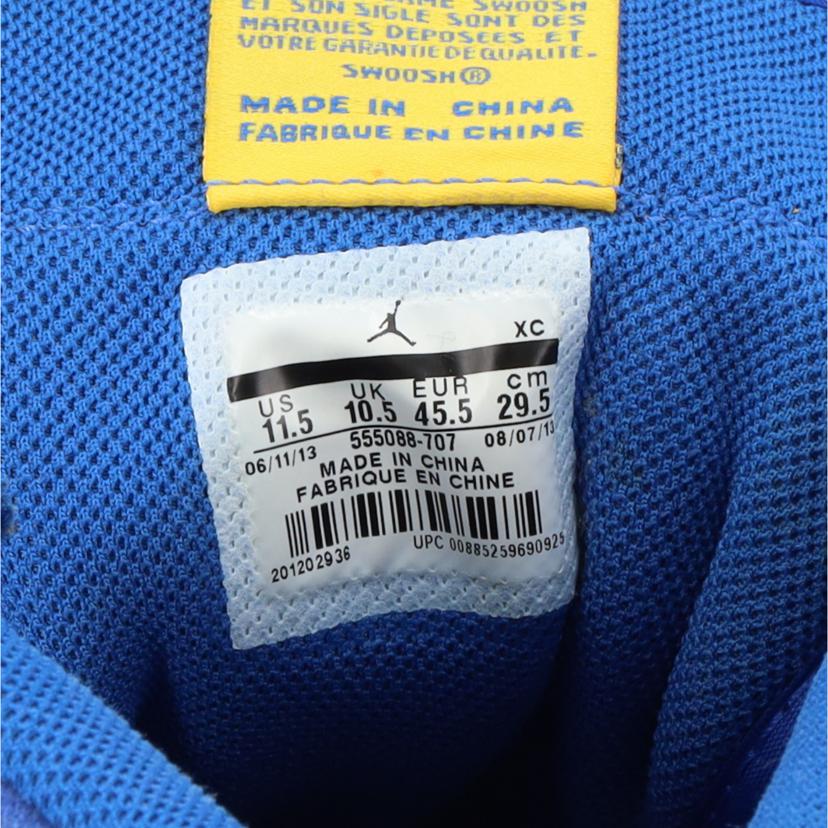 SWOOSH
ET SON SIGLE SONT DES
MARQUES DEPOSEES ET
VOTRE GARANTIE DE QUALITE.
SWOOSH®
MADE IN CHINA
FABRIQUE EN CHINE
XC
US UK EUR cm
11.5 10.5 45.5 29.5
06/11/13 555088-707 08/07/13
MADE IN CHINA
FABRIQUE EN CHINE
201202936 UPC 00885259690925